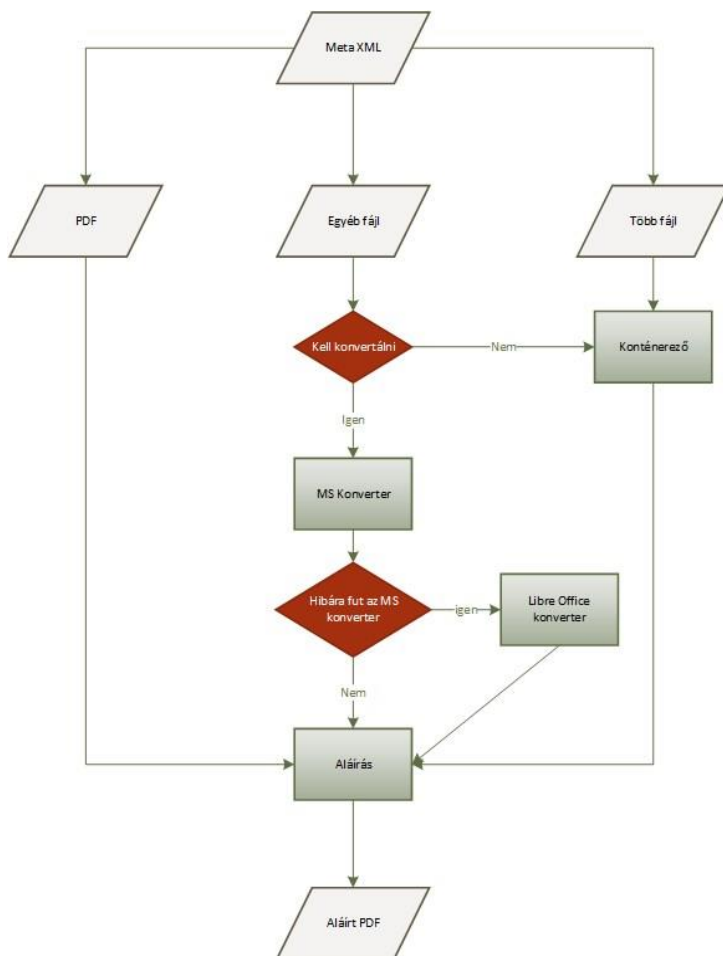 Meta XML
PDF
Egyéb fájl
Több fájl
Kell konvertálni
Nem
Konténerező
Igen
MS Konverter
Hibára fut az MS
konverter
igen
Libre Office
konverter
Nem
Aláírás
Aláírt PDF